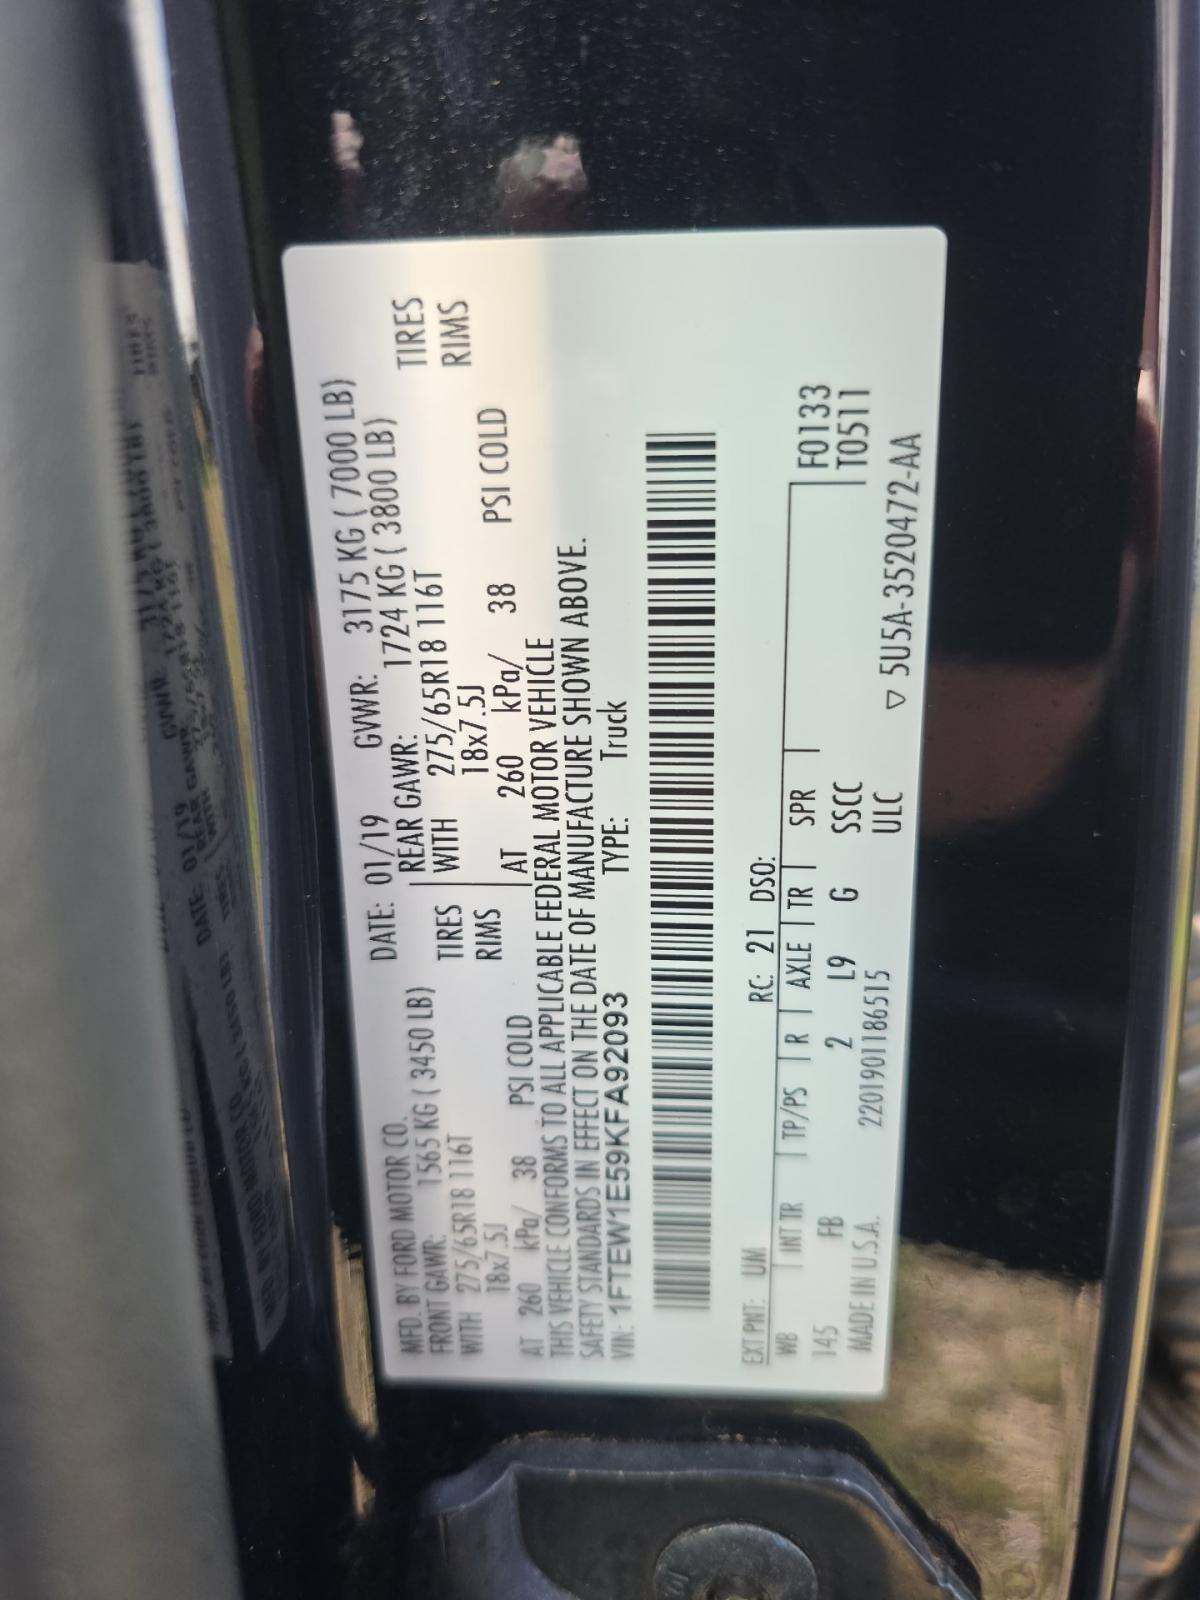 MFD. BY FORD MOTOR CO. DATE: 01/19 GVWR: 3175 KG ( 7000 LB)
FRONT GAWR: 1565 KG ( 3450 LB) REAR GAWR: 1724 KG ( 3800 LB)
WITH 275/65R18 116T TIRES WITH 275/65R18 116T TIRES
18x7.5J RIMS 18x7.5J RIMS
AT 260 kPa/ 38 PSI COLD AT 260 kPa/ 38 PSI COLD
THIS VEHICLE CONFORMS TO ALL APPLICABLE FEDERAL MOTOR VEHICLE
SAFETY STANDARDS IN EFFECT ON THE DATE OF MANUFACTURE SHOWN ABOVE.
VIN: 1FTEW1E59KFA92093 TYPE: Truck
EXT PNT: UM RC: 21 DSO:
WB INT TR TP/PS R AXLE TR SPR F0133
145 FB 2 L9 G SSCC T0511
MADE IN U.S.A. 2201901186515 ULC ▽ 5U5A-3520472-AA